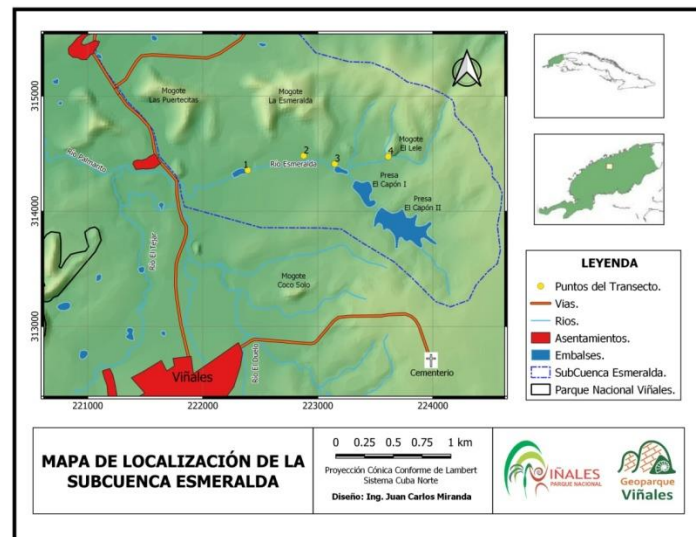 315000
314000
313000
Mogote
Las Puertecitas
Mogote
La Esmeralda
Mogote
El Lele
1
2
3
4
Río Palmarito
Río Esmeralda
Presa
El Capón I
Presa
El Capón II
Río El Tejar
Mogote
Coco Solo
Viñales
Río El Duelo
Cementerio
221000
222000
223000
224000
LEYENDA
Puntos del Transecto.
Vias.
Rios.
Asentamientos.
Embalses.
SubCuenca Esmeralda.
Parque Nacional Viñales.
MAPA DE LOCALIZACIÓN DE LA
SUBCUENCA ESMERALDA
0 0.25 0.5 0.75 1 km
Proyección Cónica Conforme de Lambert
Sistema Cuba Norte
Diseño: Ing. Juan Carlos Miranda
VIÑALES
PARQUE NACIONAL
Geoparque
Viñales